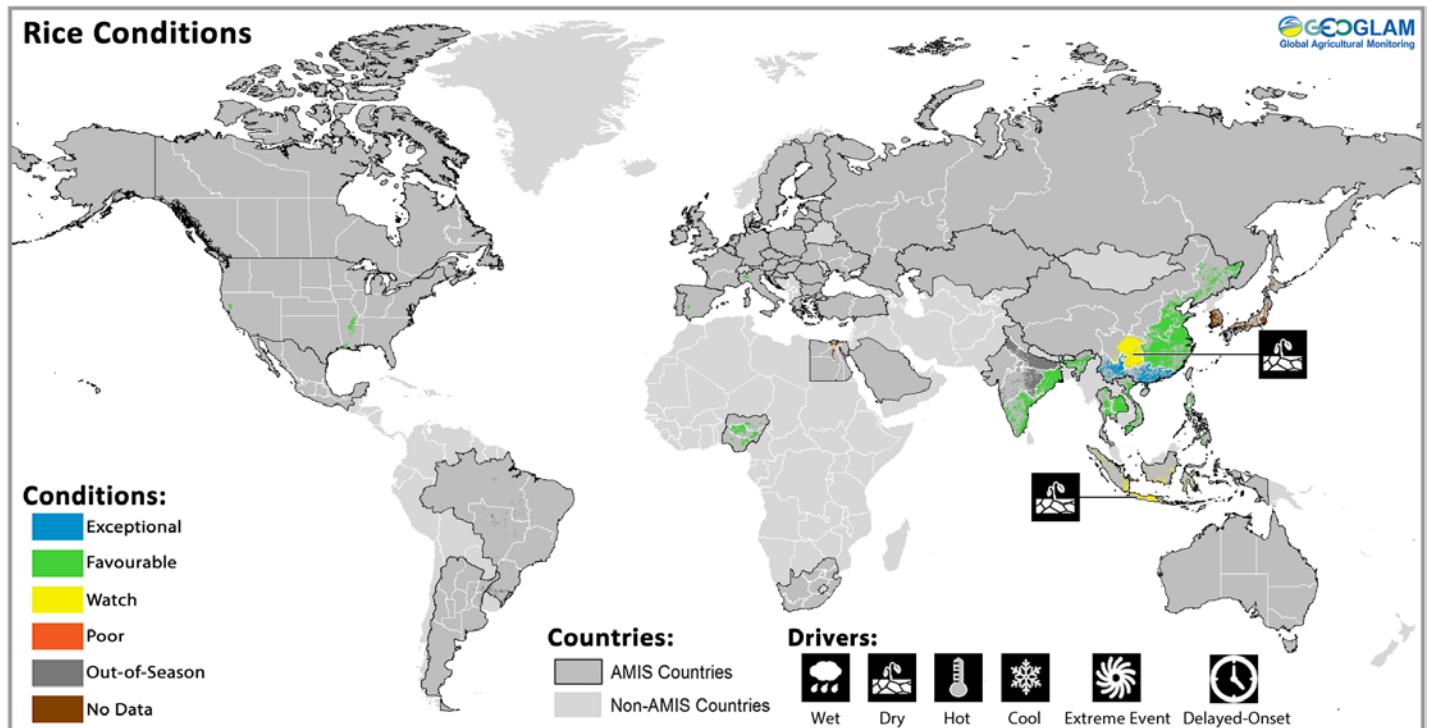 Rice Conditions
GEOGLAM
Global Agricultural Monitoring
Conditions:
Exceptional
Favourable
Watch
Poor
Out-of-Season
No Data
Countries:
AMIS Countries
Non-AMIS Countries
Drivers:
Wet
Dry
Hot
Cool
Extreme Event
Delayed-Onset